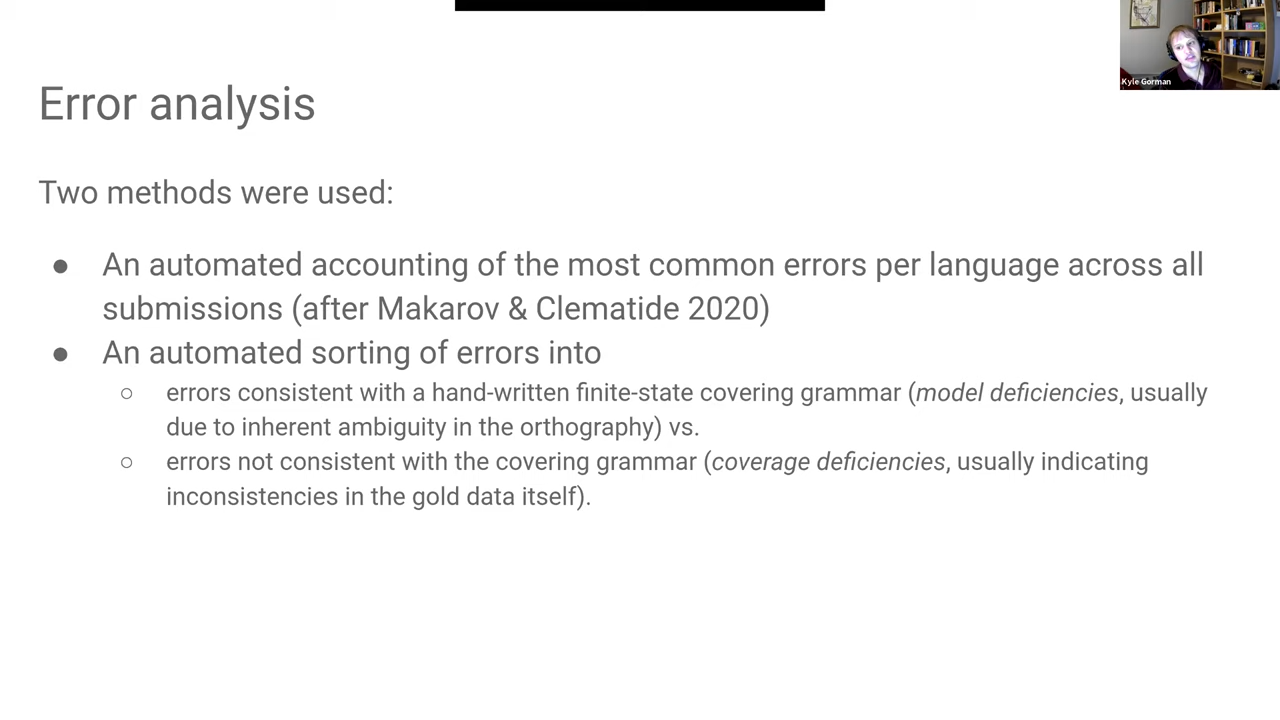 Kyle Gorman
Error analysis
Two methods were used:
● An automated accounting of the most common errors per language across all
submissions (after Makarov & Clematide 2020)
● An automated sorting of errors into
○ errors consistent with a hand-written finite-state covering grammar (model deficiencies, usually
due to inherent ambiguity in the orthography) vs.
○ errors not consistent with the covering grammar (coverage deficiencies, usually indicating
inconsistencies in the gold data itself).